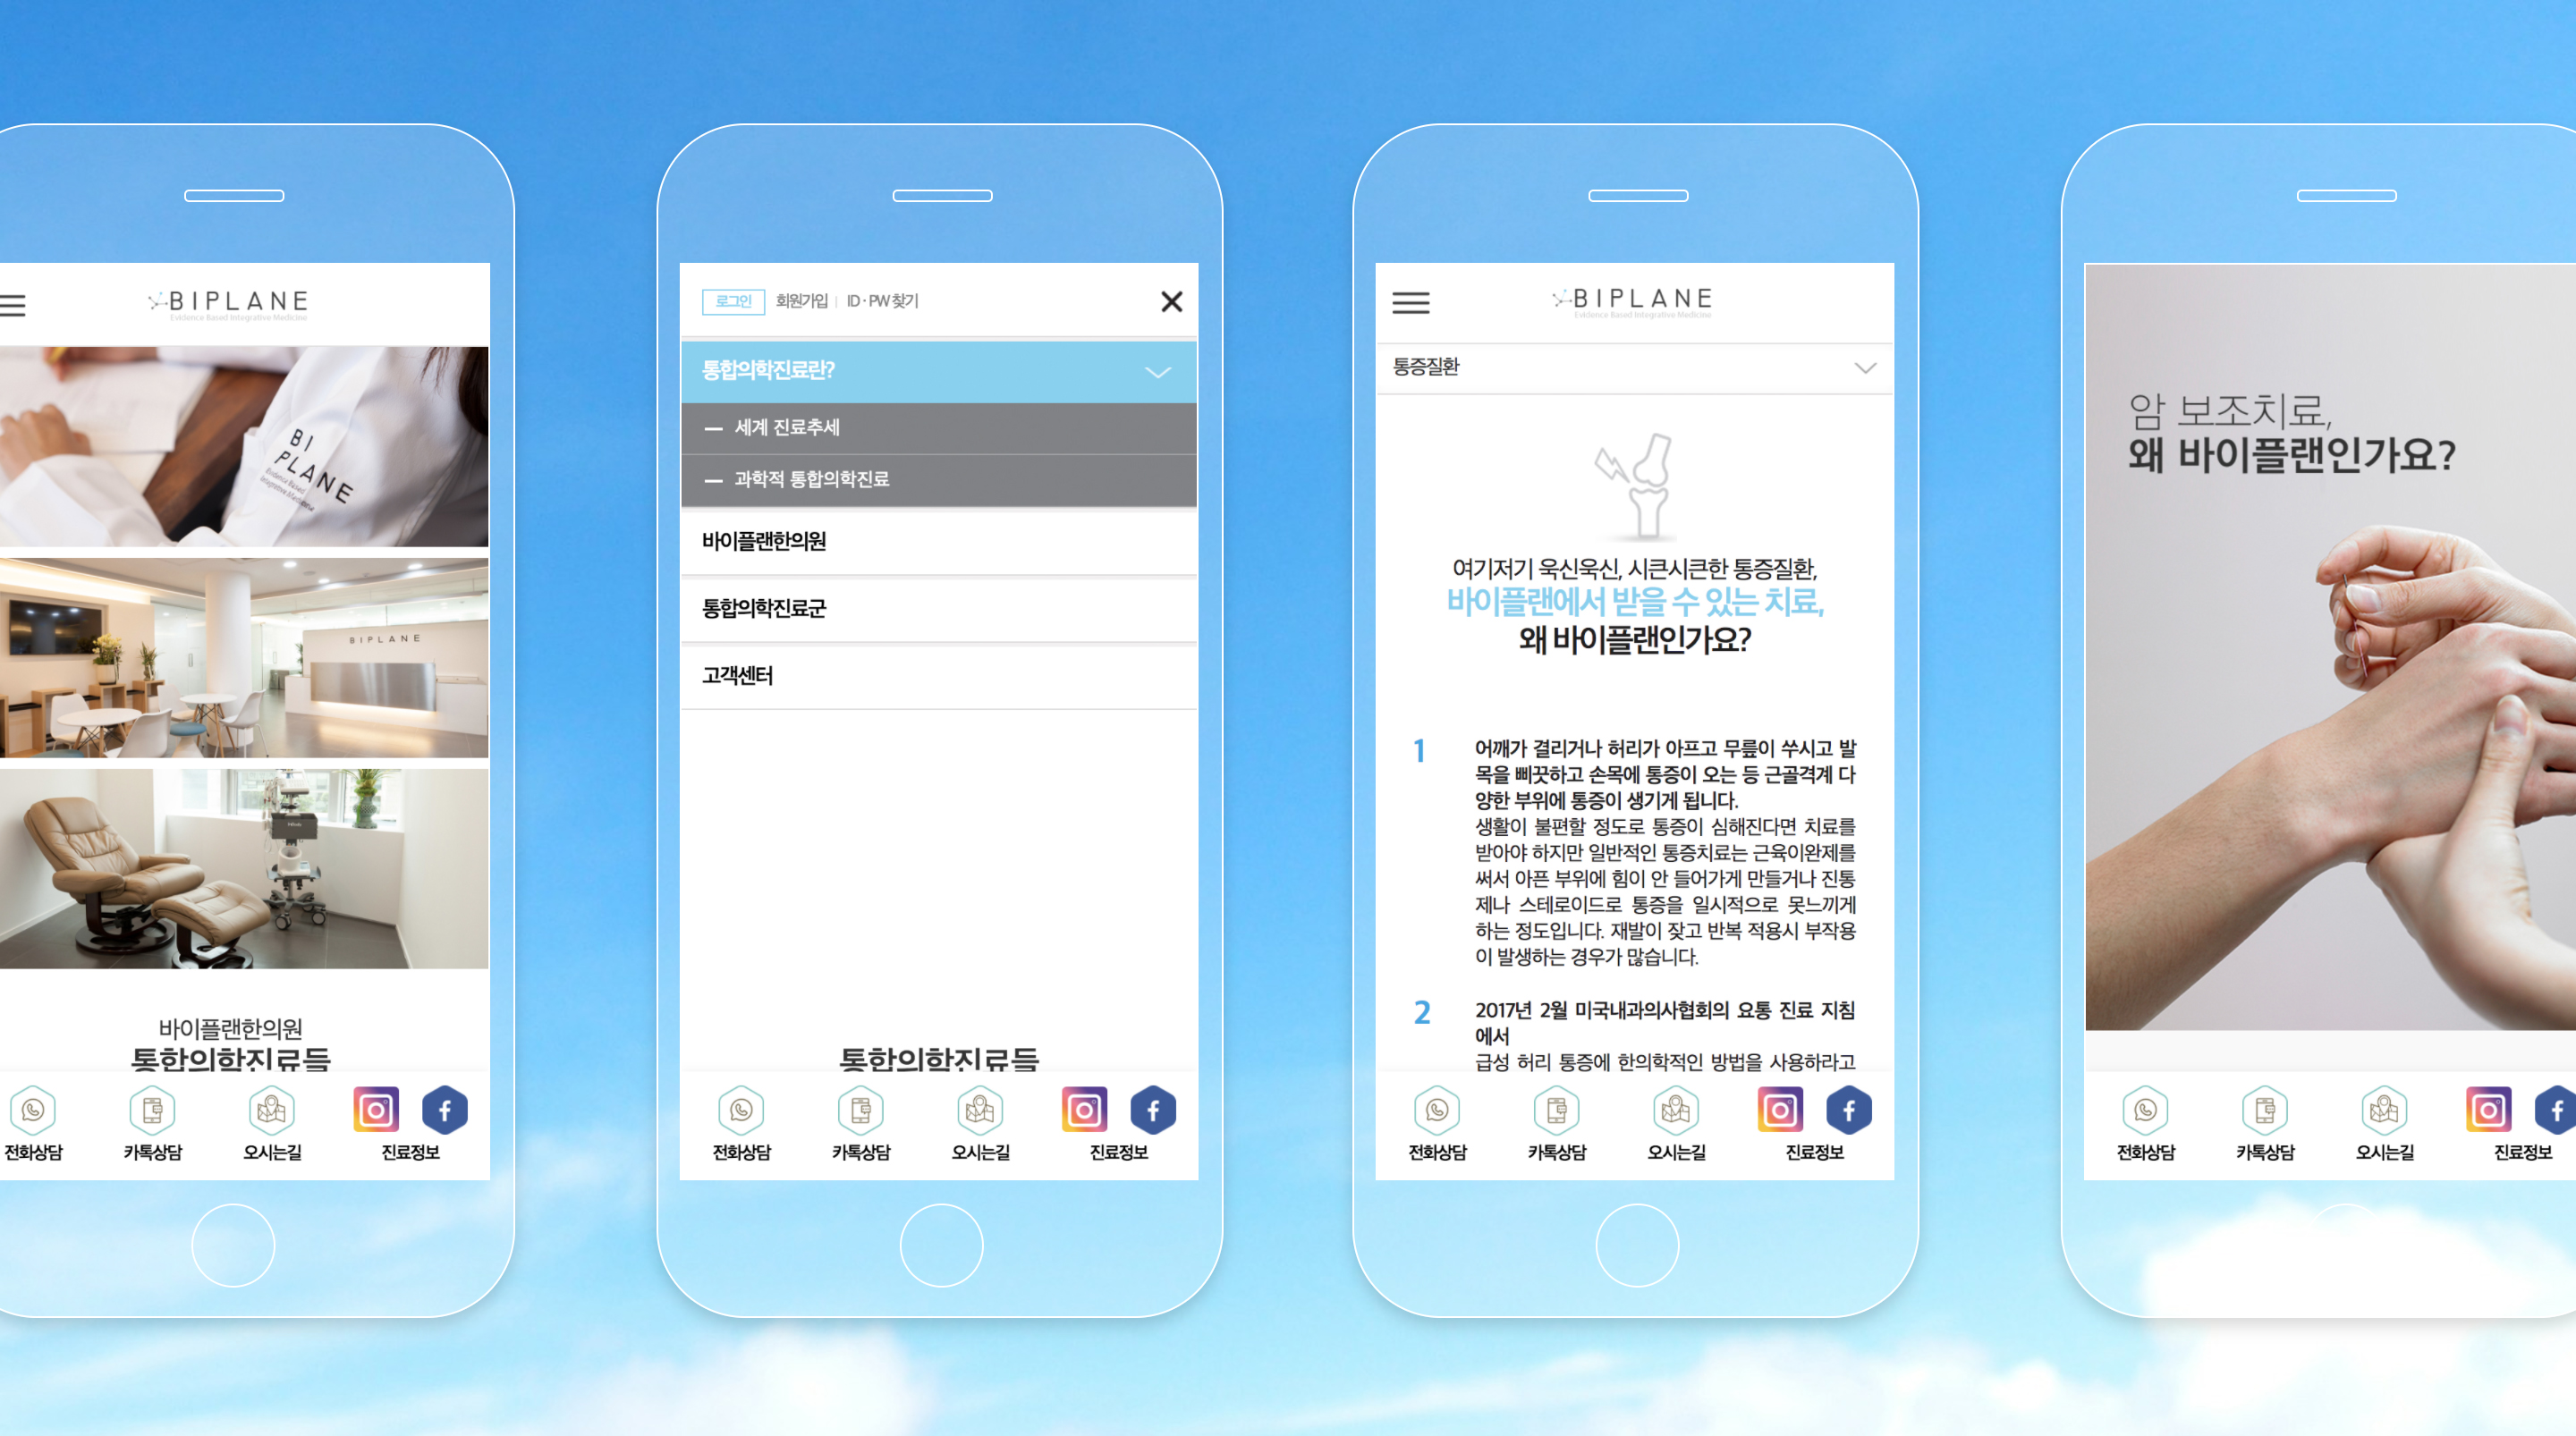 BIPLANE
Evidence Based Integrative Medicine
BI
PLANE
Evidence Based
Integrative Medicine
BIPLANE
바이플랜한의원
통합의학진료들
전화상담
카톡상담
오시는길
진료정보
로그인
회원가입 | ID · PW 찾기
통합의학진료란?
세계 진료추세
과학적 통합의학진료
바이플랜한의원
통합의학진료군
고객센터
통합의학진료들
전화상담
카톡상담
오시는길
진료정보
BIPLANE
Evidence Based Integrative Medicine
통증질환
여기저기 욱신욱신, 시큰시큰한 통증질환,
바이플랜에서 받을 수 있는 치료,
왜 바이플랜인가요?
1
어깨가 결리거나 허리가 아프고 무릎이 쑤시고 발
목을 삐끗하고 손목에 통증이 오는 등 근골격계 다
양한 부위에 통증이 생기게 됩니다.
생활이 불편할 정도로 통증이 심해진다면 치료를
받아야 하지만 일반적인 통증치료는 근육이완제를
써서 아픈 부위에 힘이 안 들어가게 만들거나 진통
제나 스테로이드로 통증을 일시적으로 못느끼게
하는 정도입니다. 재발이 잦고 반복 적용시 부작용
이 발생하는 경우가 많습니다.
2
2017년 2월 미국내과의사협회의 요통 진료 지침
에서
급성 허리 통증에 한의학적인 방법을 사용하라고
전화상담
카톡상담
오시는길
진료정보
암 보조치료,
왜 바이플랜인가요?
전화상담
카톡상담
오시는길
진료정보